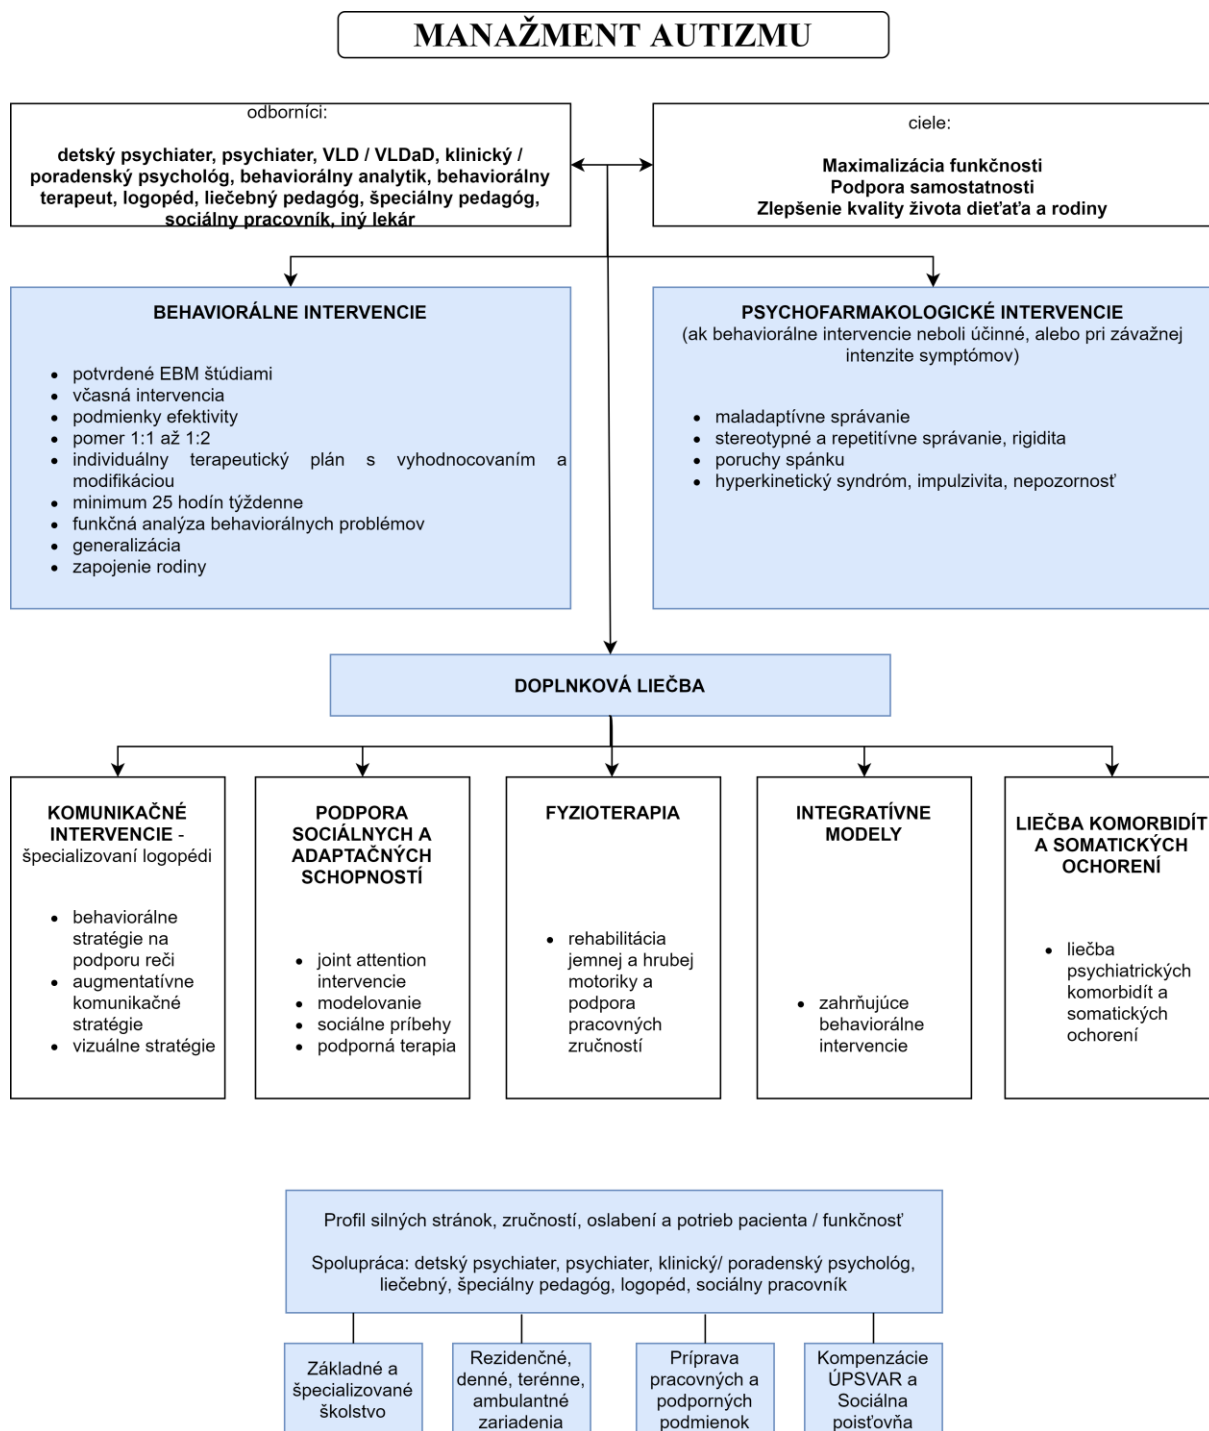 MANAŽMENT AUTIZMU
odborníci:
detský psychiater, psychiater, VLD / VLDaD, klinický /
poradenský psychológ, behaviorálny analytik, behaviorálny
terapeut, logopéd, liečebný pedagóg, špeciálny pedagóg,
sociálny pracovník, iný lekár
ciele:
Maximalizácia funkčnosti
Podpora samostatnosti
Zlepšenie kvality života dieťaťa a rodiny
BEHAVIORÁLNE INTERVENCIE
• potvrdené EBM štúdiami
• včasná intervencia
• podmienky efektivity
• pomer 1:1 až 1:2
• individuálny terapeutický plán s vyhodnocovaním a
modifikáciou
• minimum 25 hodín týždenne
• funkčná analýza behaviorálnych problémov
• generalizácia
• zapojenie rodiny
PSYCHOFARMAKOLOGICKÉ INTERVENCIE
(ak behaviorálne intervencie neboli účinné, alebo pri závažnej
intenzite symptómov)
• maladaptívne správanie
• stereotypné a repetitívne správanie, rigidita
• poruchy spánku
• hyperkinetický syndróm, impulzivita, nepozornosť
DOPLNKOVÁ LIEČBA
KOMUNIKAČNÉ
INTERVENCIE -
špecializovaní logopédi
• behaviorálne
stratégie na
podporu reči
• augmentatívne
komunikačné
stratégie
• vizuálne stratégie
PODPORA
SOCIÁLNYCH A
ADAPTAČNÝCH
SCHOPNOSTÍ
• joint attention
intervencie
• modelovanie
• sociálne príbehy
• podporná terapia
FYZIOTERAPIA
• rehabilitácia
jemnej a hrubej
motoriky a
podpora
pracovných
zručností
INTEGRATÍVNE
MODELY
• zahrňujúce
behaviorálne
intervencie
LIEČBA KOMORBIDÍT
A SOMATICKÝCH
OCHORENÍ
• liečba
psychiatrických
komorbidít a
somatických
ochorení
Profil silných stránok, zručností, oslabení a potrieb pacienta / funkčnosť
Spolupráca: detský psychiater, psychiater, klinický/ poradenský psychológ,
liečebný, špeciálny pedagóg, logopéd, sociálny pracovník
Základné a
špecializované
školstvo
Rezidenčné,
denné, terénne,
ambulantné
zariadenia
Príprava
pracovných a
podporných
podmienok
Kompenzácie
ÚPSVAR a
Sociálna
poisťovňa